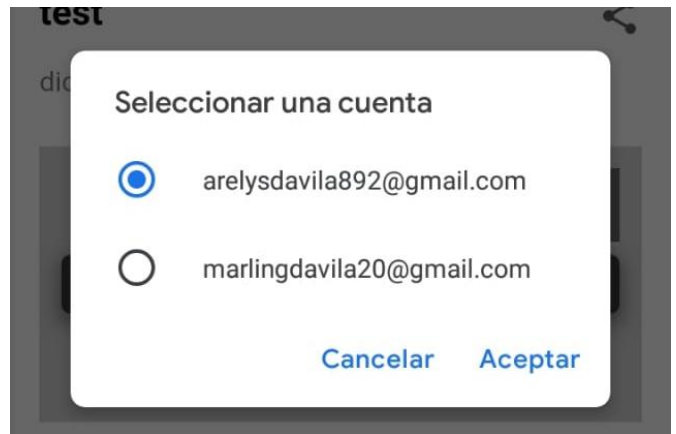 test
Seleccionar una cuenta
arelysdavila892@gmail.com
marlingdavila20@gmail.com
Cancelar Aceptar